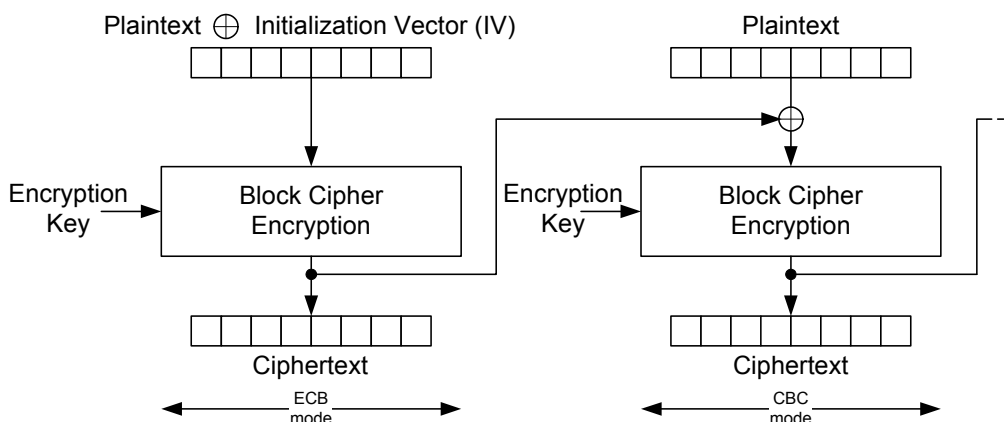 Plaintext ⊕ Initialization Vector (IV)
Plaintext
Encryption
Key
Block Cipher
Encryption
Encryption
Key
Block Cipher
Encryption
Ciphertext
Ciphertext
ECB
mode
CBC
mode